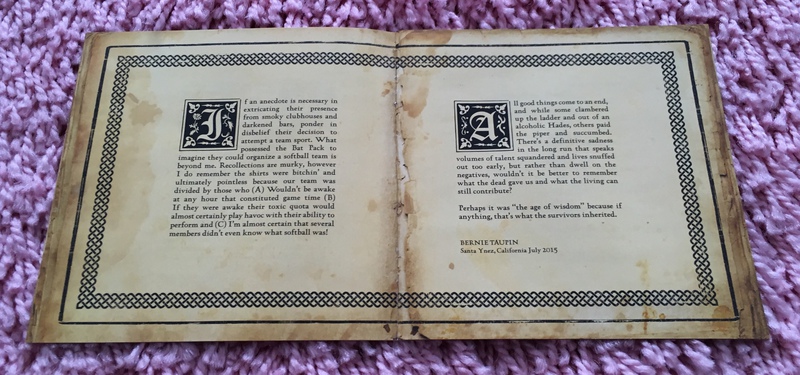 If an anecdote is necessary in
extricating their presence
from smoky clubhouses and
darkened bars, ponder in
disbelief their decision to
attempt a team sport. What
possessed the Bat Pack to
imagine they could organize a softball team is
beyond me. Recollections are murky, however
I do remember the shirts were bitchin' and
ultimately pointless because our team was
divided by those who (A) Wouldn't be awake
at any hour that constituted game time (B)
If they were awake their toxic quota would
almost certainly play havoc with their ability to
perform and (C) I'm almost certain that several
members didn't even know what softball was!
All good things come to an end,
and while some clambered
up the ladder and out of an
alcoholic Hades, others paid
the piper and succumbed.
There's a definitive sadness
in the long run that speaks
volumes of talent squandered and lives snuffed
out too early, but rather than dwell on the
negatives, wouldn't it be better to remember
what the dead gave us and what the living can
still contribute?
Perhaps it was "the age of wisdom" because if
anything, that's what the survivors inherited.
BERNIE TAUPIN
Santa Ynez, California July 2015